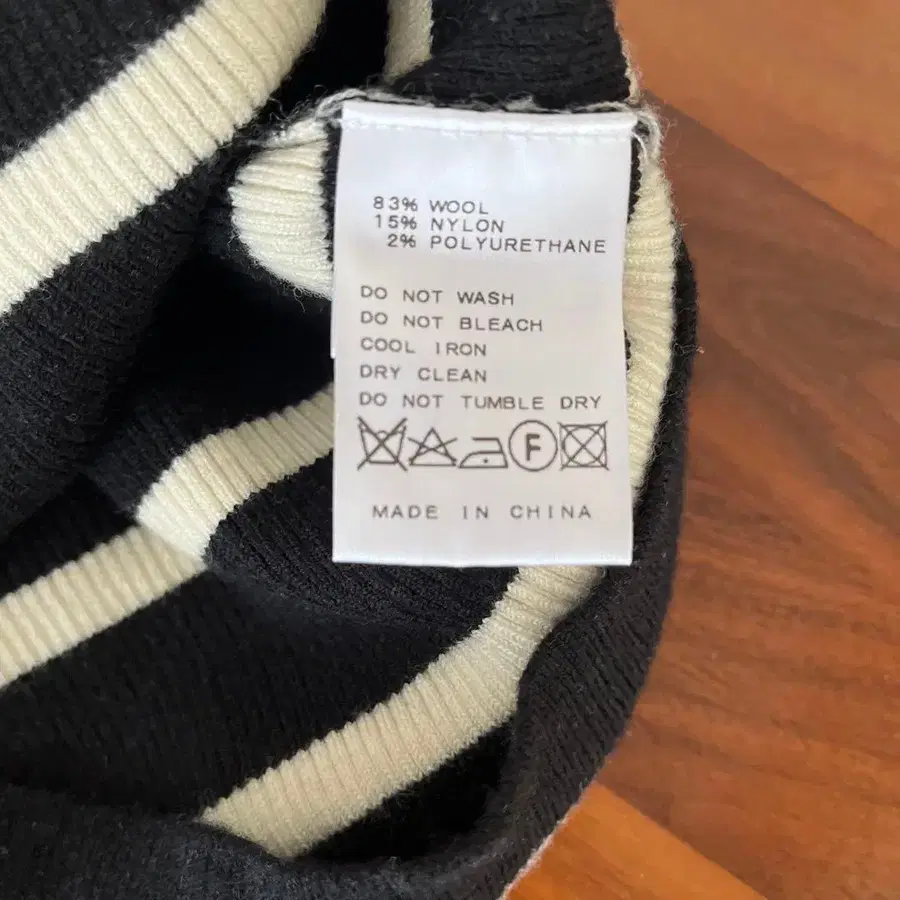 83% WOOL
15% NYLON
2% POLYURETHANE
DO NOT WASH
DO NOT BLEACH
COOL IRON
DRY CLEAN
DO NOT TUMBLE DRY
F
MADE IN CHINA